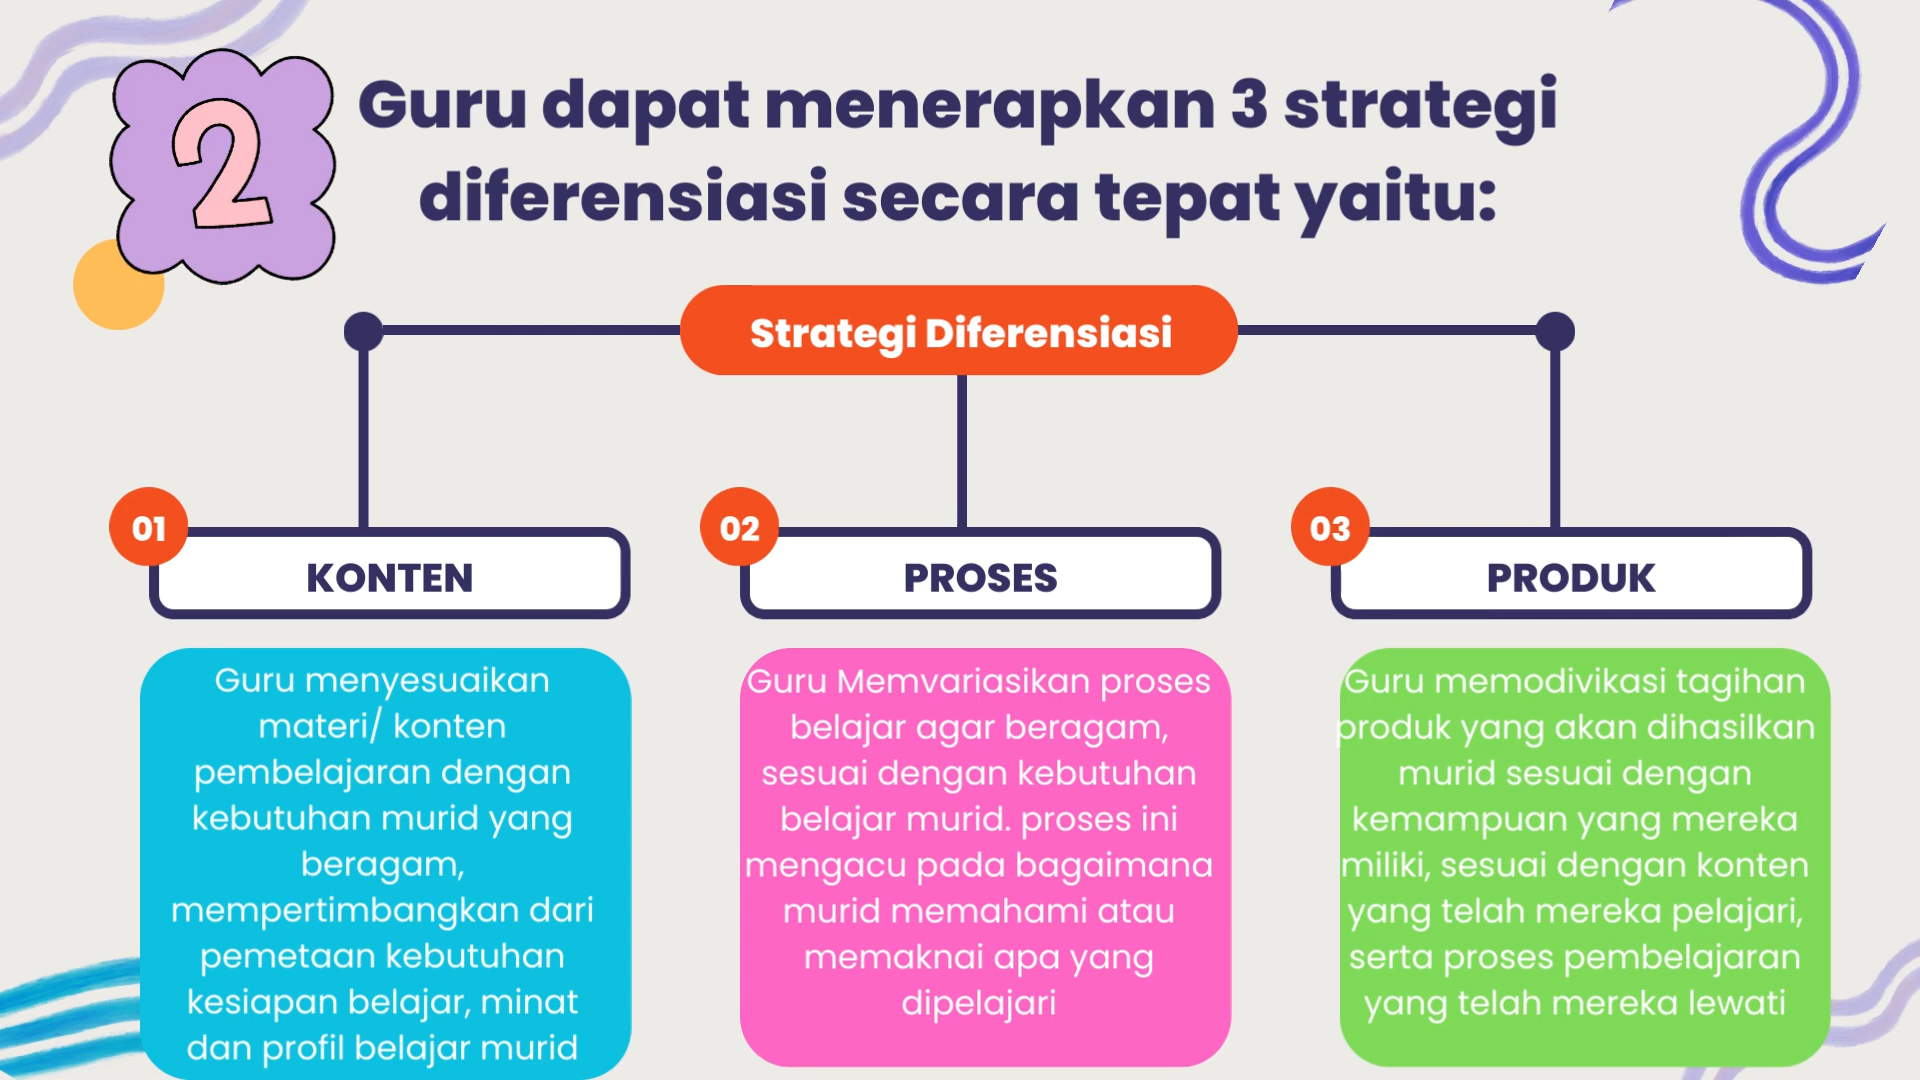 2
Guru dapat menerapkan 3 strategi
diferensiasi secara tepat yaitu:
Strategi Diferensiasi
01
KONTEN
Guru menyesuaikan
materi/ konten
pembelajaran dengan
kebutuhan murid yang
beragam,
mempertimbangkan dari
pemetaan kebutuhan
kesiapan belajar, minat
dan profil belajar murid
02
PROSES
Guru Memvariasikan proses
belajar agar beragam,
sesuai dengan kebutuhan
belajar murid. proses ini
mengacu pada bagaimana
murid memahami atau
memaknai apa yang
dipelajari
03
PRODUK
Guru memodivikasi tagihan
produk yang akan dihasilkan
murid sesuai dengan
kemampuan yang mereka
miliki, sesuai dengan konten
yang telah mereka pelajari,
serta proses pembelajaran
yang telah mereka lewati